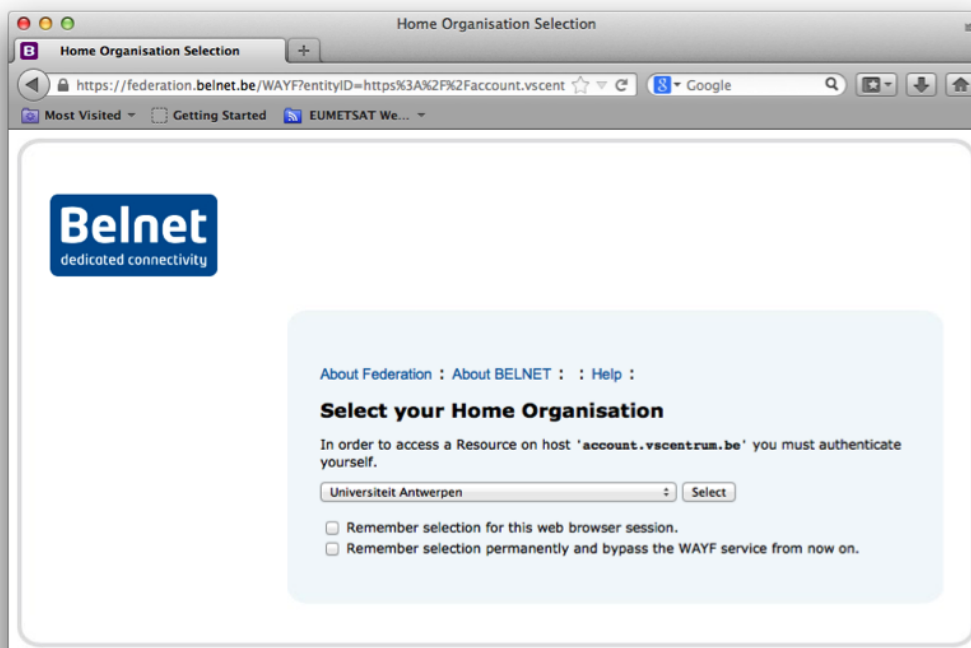 Home Organisation Selection
B Home Organisation Selection +
https://federation.belnet.be/WAYF?entityID=https%3A%2F%2Faccount.vscent 8 Google
Most Visited Getting Started EUMETSAT We...
Belnet
dedicated connectivity
About Federation : About BELNET : : Help :
Select your Home Organisation
In order to access a Resource on host 'account.vscentrum.be' you must authenticate
yourself.
Universiteit Antwerpen Select
Remember selection for this web browser session.
Remember selection permanently and bypass the WAYF service from now on.